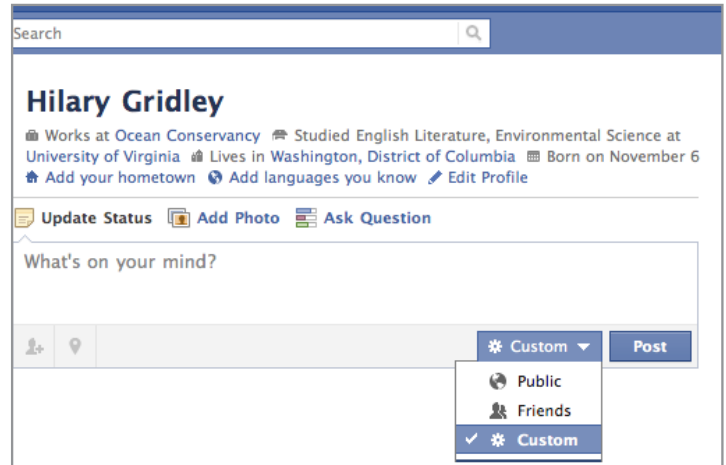 Search
Hilary Gridley
Works at Ocean Conservancy Studied English Literature, Environmental Science at
University of Virginia Lives in Washington, District of Columbia Born on November 6
Add your hometown Add languages you know Edit Profile
Update Status Add Photo Ask Question
What's on your mind?
Custom Post
Public
Friends
Custom